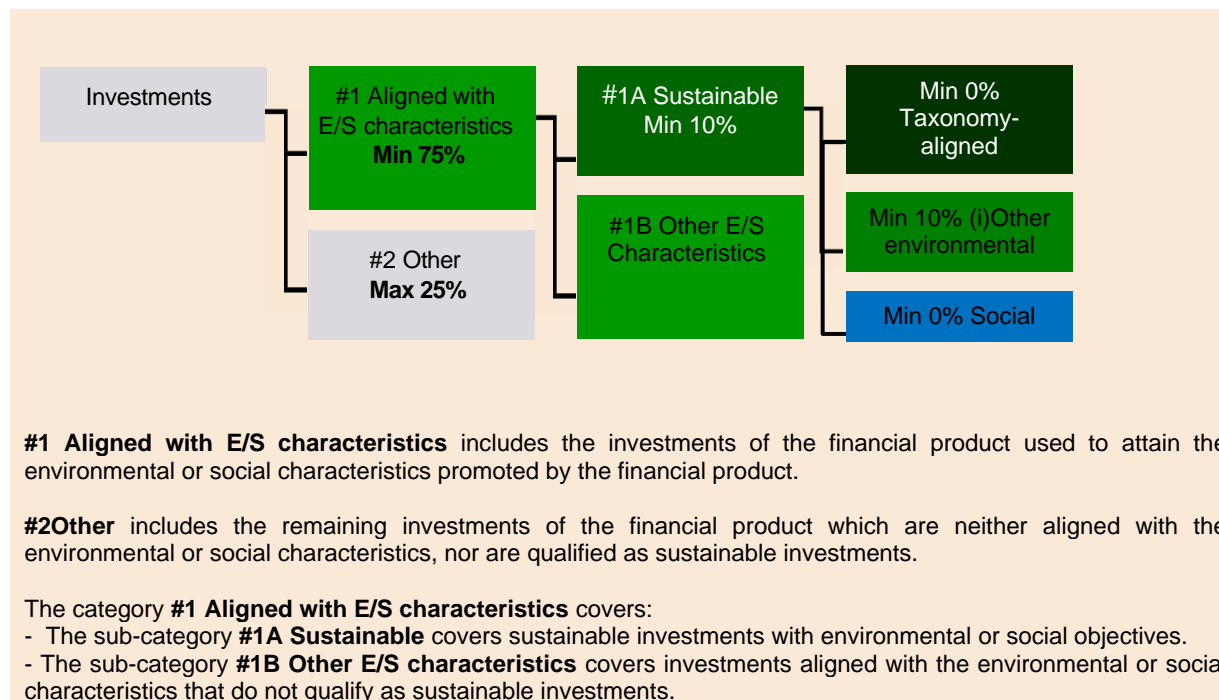 Investments
#1 Aligned with
E/S characteristics
Min 75%
#2 Other
Max 25%
#1A Sustainable
Min 10%
#1B Other E/S
Characteristics
Min 0%
Taxonomy-
aligned
Min 10% (i)Other
environmental
Min 0% Social
#1 Aligned with E/S characteristics includes the investments of the financial product used to attain the
environmental or social characteristics promoted by the financial product.
#2Other includes the remaining investments of the financial product which are neither aligned with the
environmental or social characteristics, nor are qualified as sustainable investments.
The category #1 Aligned with E/S characteristics covers:
- The sub-category #1A Sustainable covers sustainable investments with environmental or social objectives.
- The sub-category #1B Other E/S characteristics covers investments aligned with the environmental or social
characteristics that do not qualify as sustainable investments.